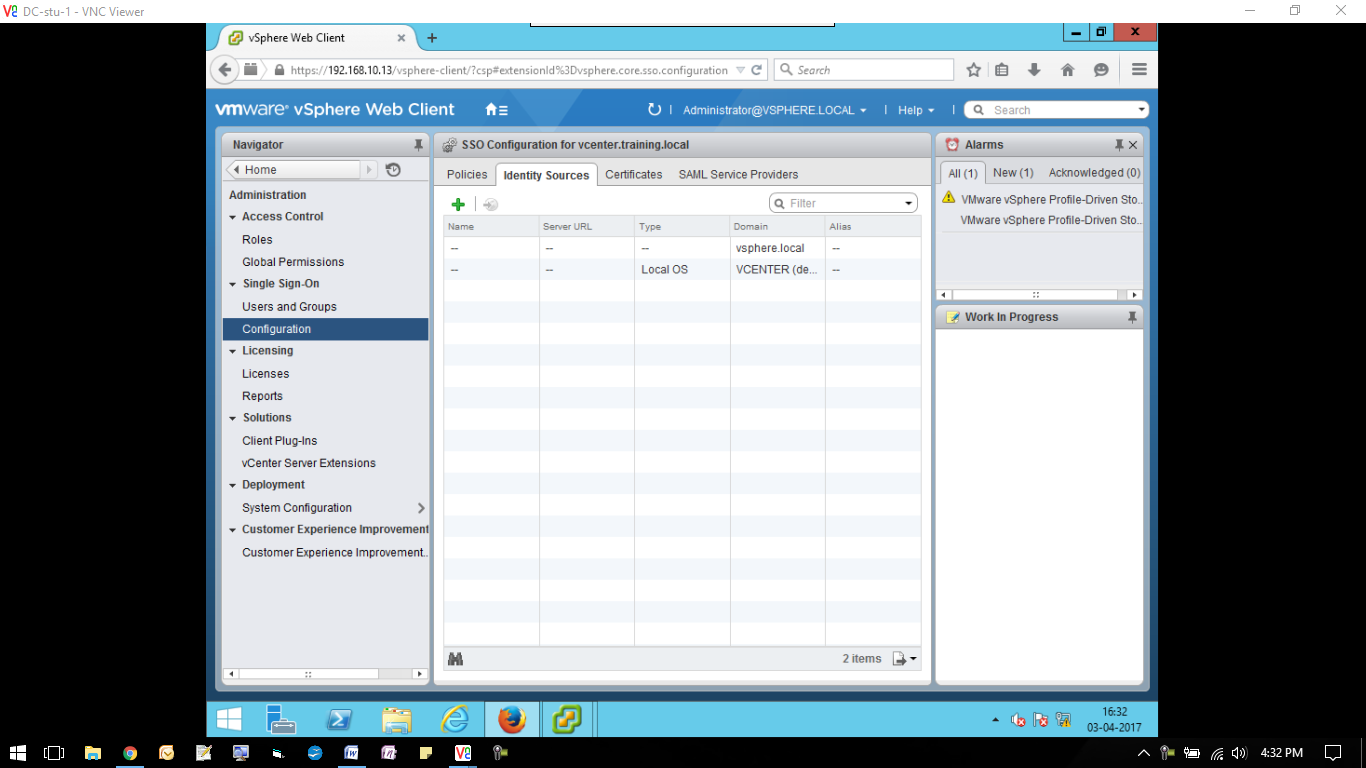 DC-stu-1 - VNC Viewer
vSphere Web Client
https://192.168.10.13/vsphere-client/?csp#extensionId%3Dvsphere.core.sso.configuration
Search
vmware® vSphere Web Client
Administrator@VSPHERE.LOCAL
Help
Search
Navigator
Home
Administration
Access Control
Roles
Global Permissions
Single Sign-On
Users and Groups
Configuration
Licensing
Licenses
Reports
Solutions
Client Plug-Ins
vCenter Server Extensions
Deployment
System Configuration
Customer Experience Improvement
Customer Experience Improvement..
SSO Configuration for vcenter.training.local
Policies Identity Sources Certificates SAML Service Providers
Filter
Name Server URL Type Domain Alias
-- -- -- vsphere.local --
-- -- Local OS VCENTER (de... --
2 items
Alarms
All (1) New (1) Acknowledged (0)
VMware vSphere Profile-Driven Sto..
VMware vSphere Profile-Driven Sto..
Work In Progress
16:32
03-04-2017
4:32 PM